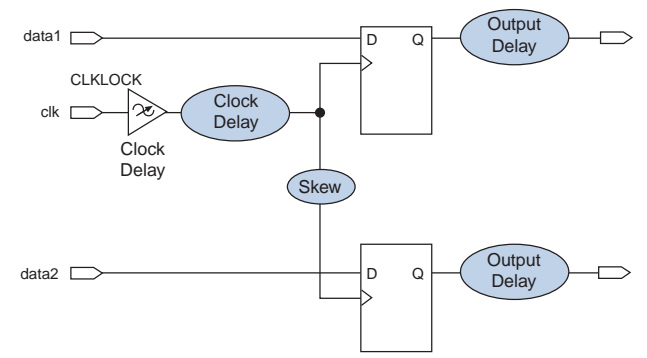 data1
D
Q
Output
Delay
CLKLOCK
clk
Clock
Delay
Clock
Delay
Skew
data2
D
Q
Output
Delay